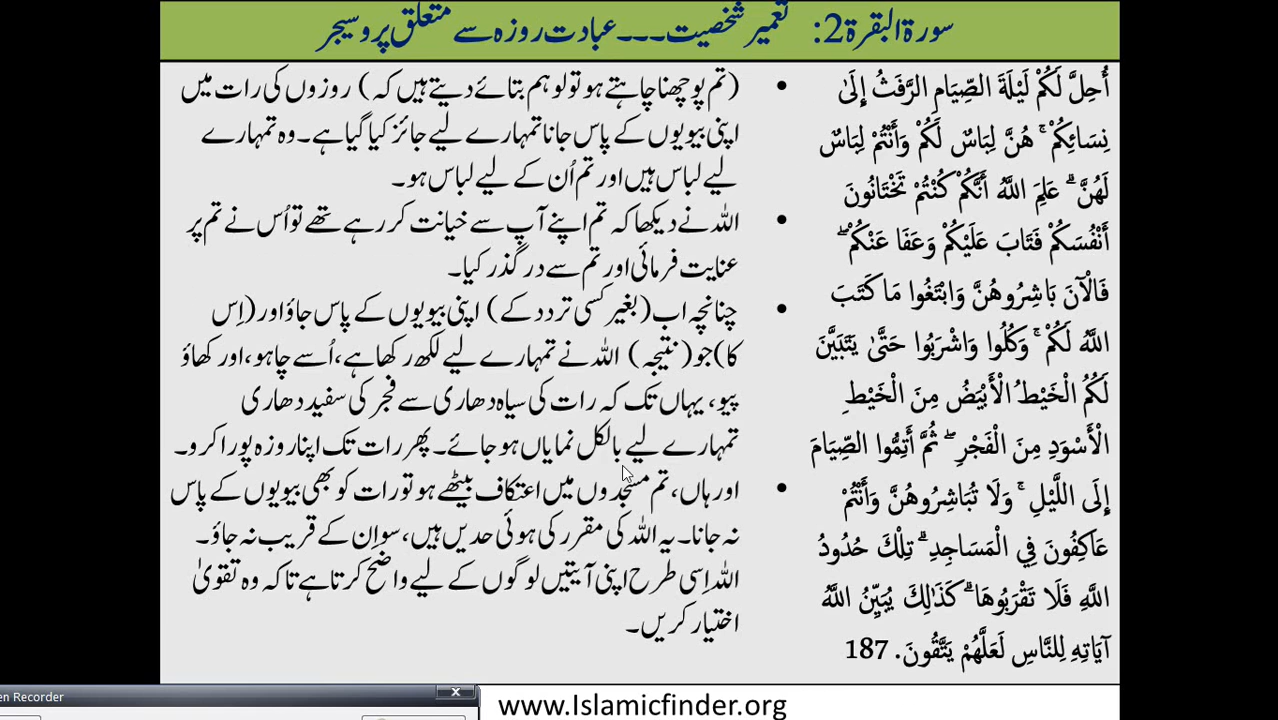 سورۃ البقرۃ 2: تعمیر شخصیت۔۔۔ عبادت روزہ سے متعلق پروسیجر
أُحِلَّ لَكُمْ لَيْلَةَ الصِّيَامِ الرَّفَثُ إِلَىٰ
نِسَائِكُمْ ۚ هُنَّ لِبَاسٌ لَكُمْ وَأَنْتُمْ لِبَاسٌ
لَهُنَّ ۗ عَلِمَ اللَّهُ أَنَّكُمْ كُنْتُمْ تَخْتَانُونَ
أَنْفُسَكُمْ فَتَابَ عَلَيْكُمْ وَعَفَا عَنْكُمْ ۖ
فَالْآنَ بَاشِرُوهُنَّ وَابْتَغُوا مَا كَتَبَ
اللَّهُ لَكُمْ ۚ وَكُلُوا وَاشْرَبُوا حَتَّىٰ يَتَبَيَّنَ
لَكُمُ الْخَيْطُ الْأَبْيَضُ مِنَ الْخَيْطِ
الْأَسْوَدِ مِنَ الْفَجْرِ ۖ ثُمَّ أَتِمُّوا الصِّيَامَ
إِلَى اللَّيْلِ ۚ وَلَا تُبَاشِرُوهُنَّ وَأَنْتُمْ
عَاكِفُونَ فِي الْمَسَاجِدِ ۗ تِلْكَ حُدُودُ
اللَّهِ فَلَا تَقْرَبُوهَا ۗ كَذَٰلِكَ يُبَيِّنُ اللَّهُ
آيَاتِهِ لِلنَّاسِ لَعَلَّهُمْ يَتَّقُونَ. 187
• (تم پوچھنا چاہتے ہو تو لو ہم بتائے دیتے ہیں کہ) روزوں کی رات میں
اپنی بیویوں کے پاس جانا تمہارے لیے جائز کیا گیا ہے۔ وہ تمہارے
لیے لباس ہیں اور تم اُن کے لیے لباس ہو۔
• اللہ نے دیکھا کہ تم اپنے آپ سے خیانت کر رہے تھے تو اُس نے تم پر
عنایت فرمائی اور تم سے درگذر کیا۔
• چنانچہ اب (بغیر کسی تردد کے) اپنی بیویوں کے پاس جاؤ اور (اِس
کا) جو (نتیجہ) اللہ نے تمہارے لیے لکھ رکھا ہے، اُسے چاہو، اور کھاؤ
پیو، یہاں تک کہ رات کی سیاہ دھاری سے فجر کی سفید دھاری
تمہارے لیے بالکل نمایاں ہو جائے۔ پھر رات تک اپنا روزہ پورا کرو۔
• اور ہاں، تم مسجدوں میں اعتکاف بیٹھے ہو تو رات کو بھی بیویوں کے پاس
نہ جانا۔ یہ اللہ کی مقرر کی ہوئی حدیں ہیں، سو اِن کے قریب نہ جاؤ۔
اللہ اِسی طرح اپنی آیتیں لوگوں کے لیے واضح کرتا ہے تاکہ وہ تقویٰ
اختیار کریں۔
en Recorder
www.Islamicfinder.org